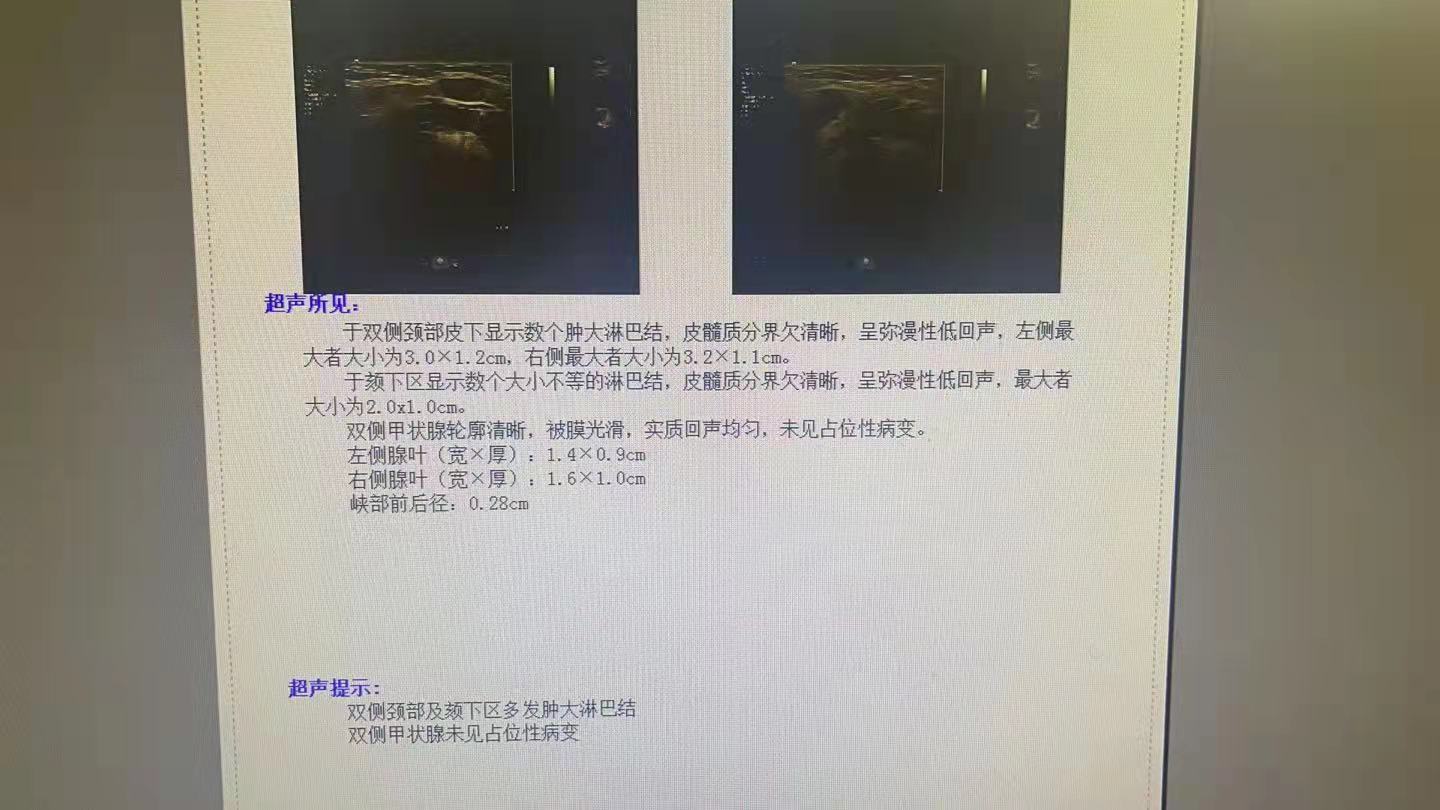 超声所见：
于双侧颈部皮下显示数个肿大淋巴结，皮髓质分界欠清晰，呈弥漫性低回声，左侧最
大者大小为3.0×1.2cm，右侧最大者大小为3.2×1.1cm。
于颏下区显示数个大小不等的淋巴结，皮髓质分界欠清晰，呈弥漫性低回声，最大者
大小为2.0x1.0cm。
双侧甲状腺轮廓清晰，被膜光滑，实质回声均匀，未见占位性病变。
左侧腺叶（宽×厚）：1.4×0.9cm
右侧腺叶（宽×厚）：1.6×1.0cm
峡部前后径：0.28cm
超声提示：
双侧颈部及颏下区多发肿大淋巴结
双侧甲状腺未见占位性病变